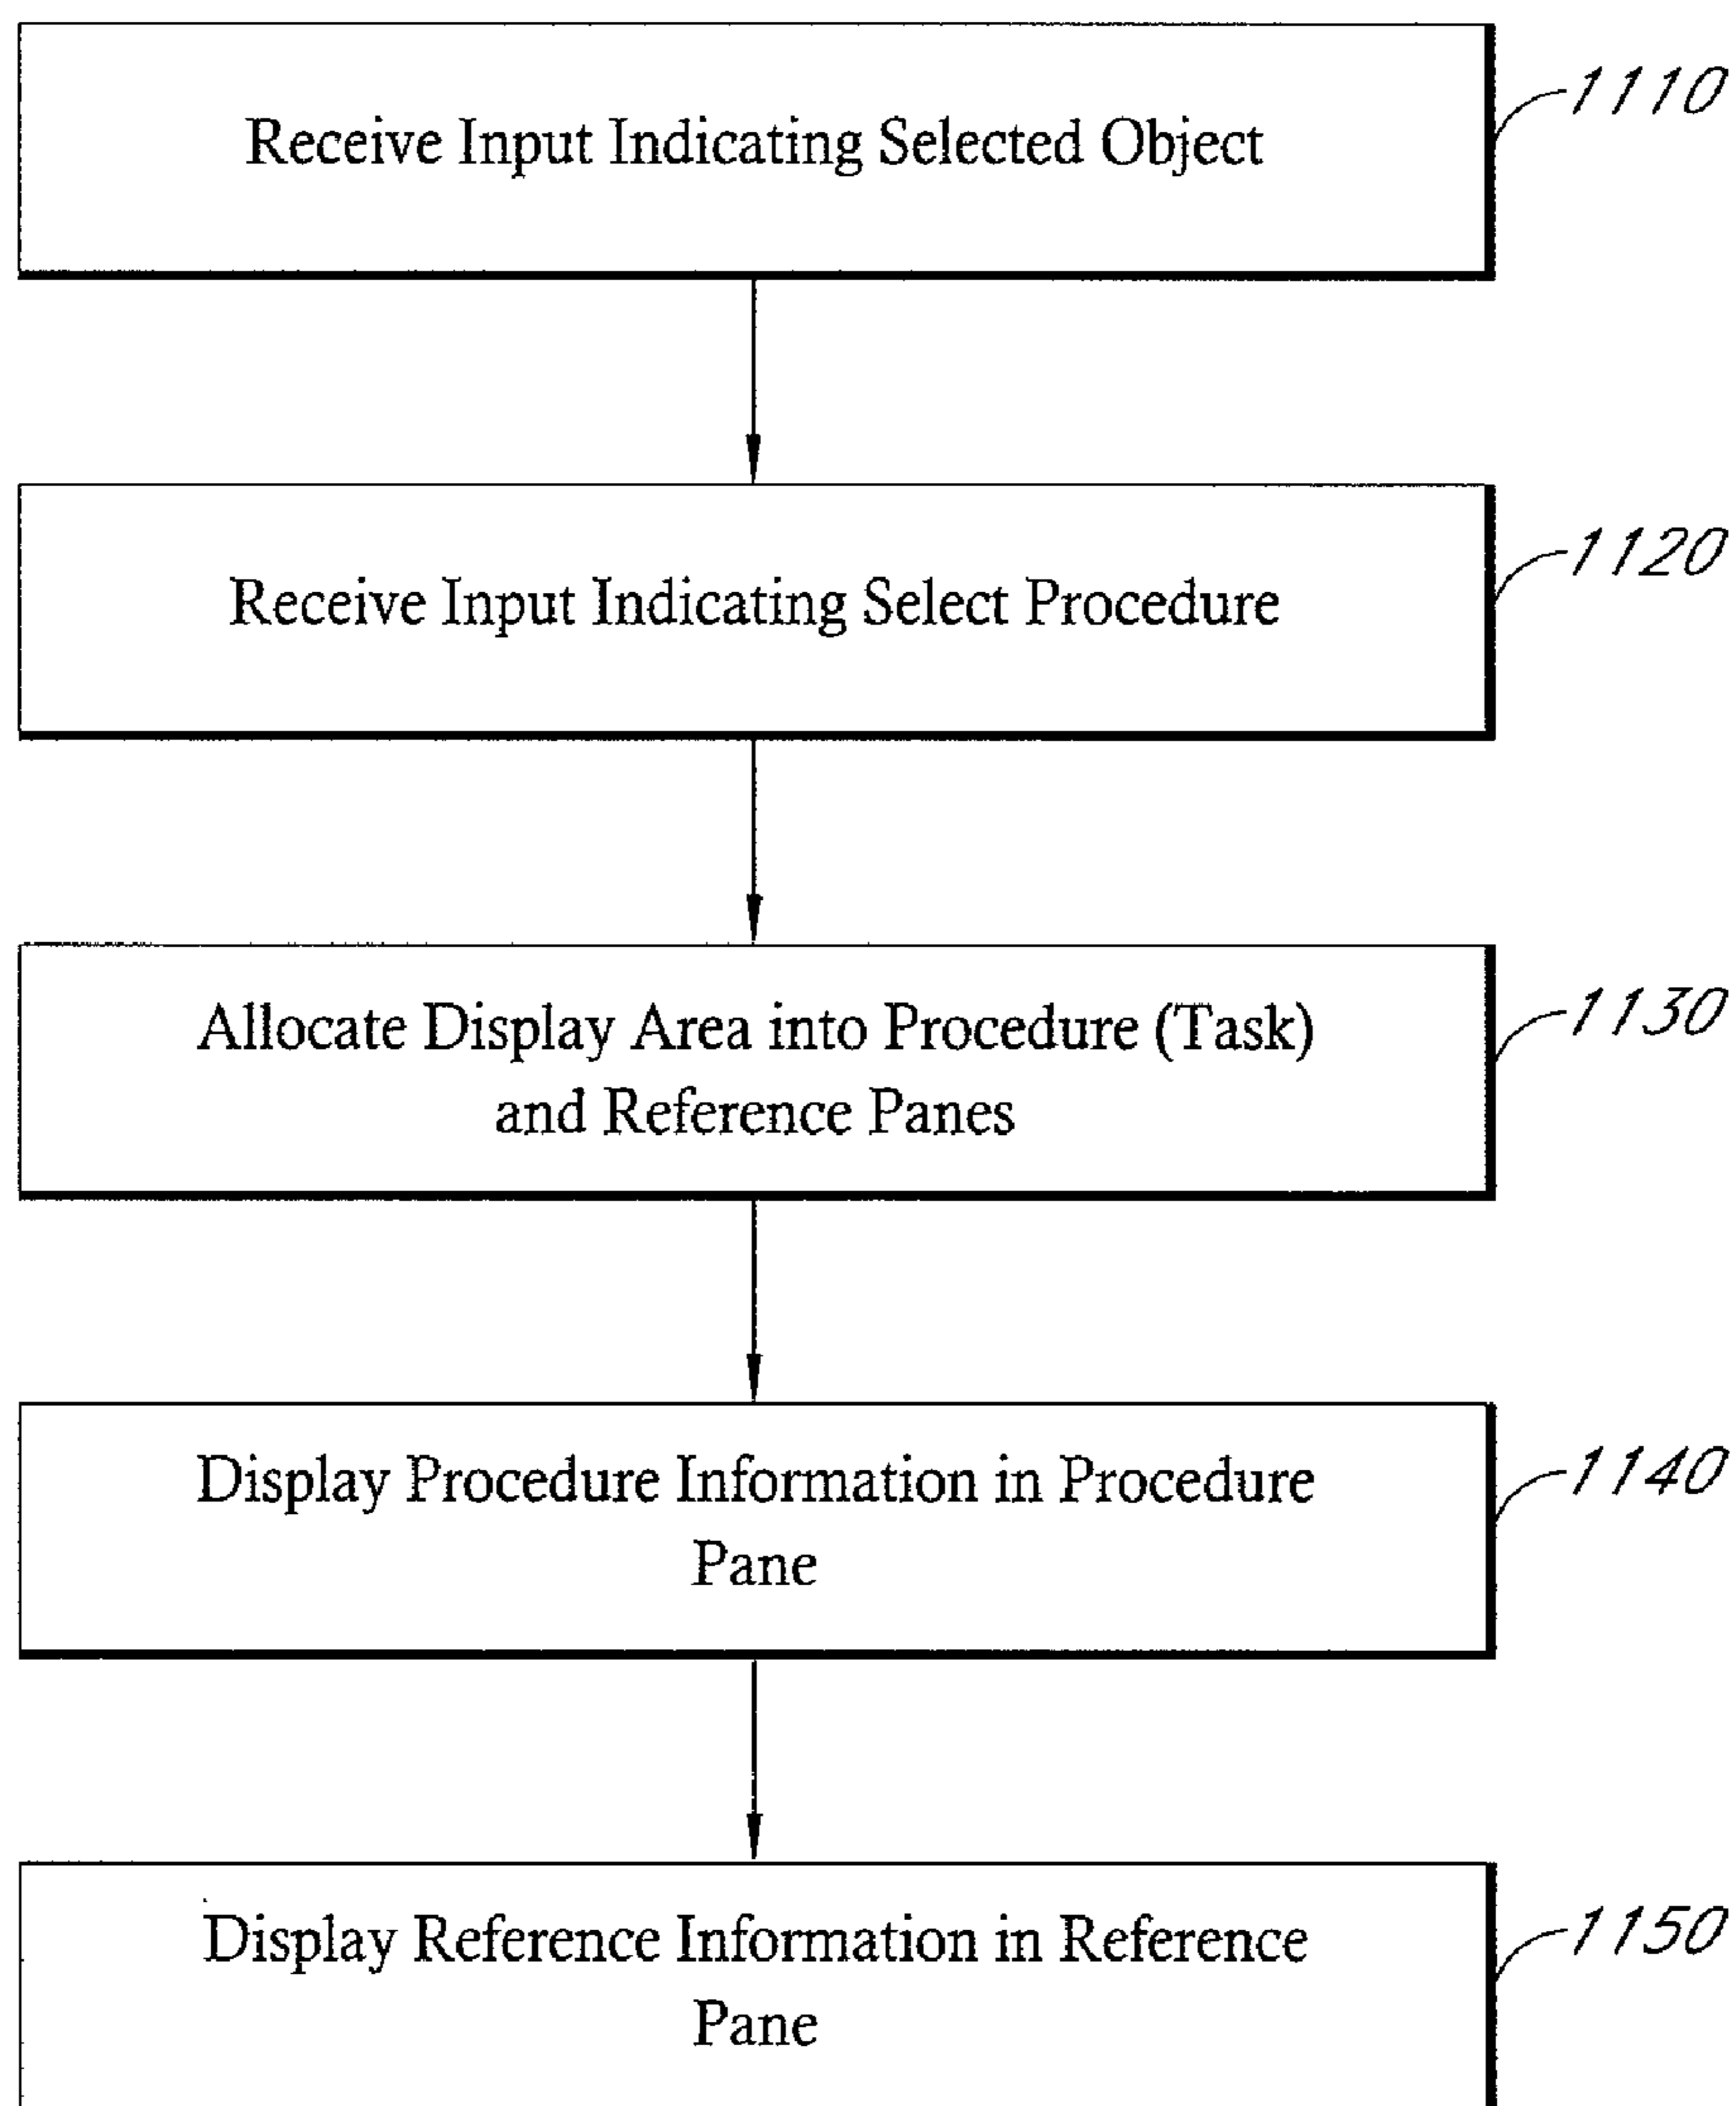 Receive Input Indicating Selected Object
1110
Receive Input Indicating Select Procedure
1120
Allocate Display Area into Procedure (Task)
and Reference Panes
1130
Display Procedure Information in Procedure
Pane
1140
Display Reference Information in Reference
Pane
1150